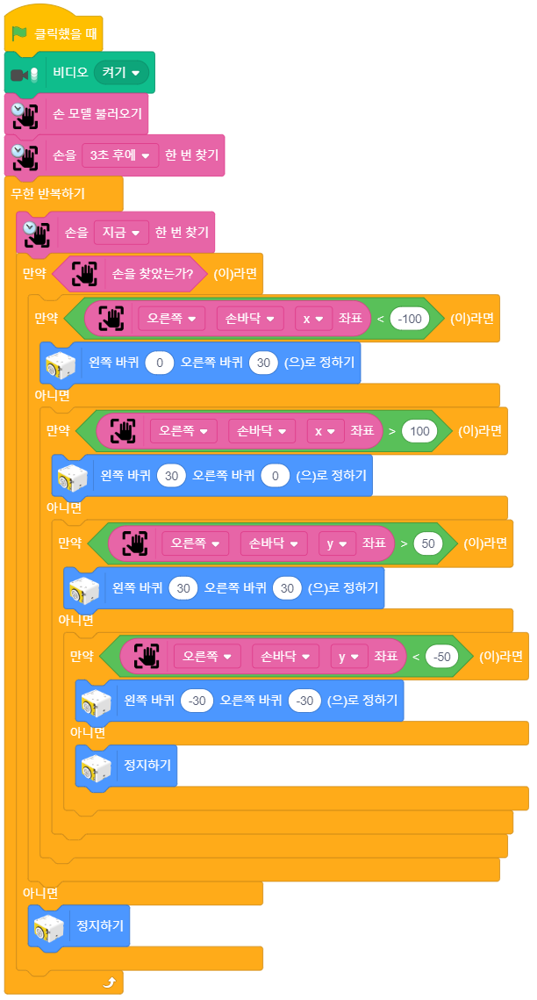 클릭했을 때
비디오 켜기
손 모델 불러오기
손을 3초 후에 한 번 찾기
무한 반복하기
손을 지금 한 번 찾기
만약 손을 찾았는가? (이)라면
만약 오른쪽 손바닥 x 좌표 < -100 (이)라면
왼쪽 바퀴 0 오른쪽 바퀴 30 (으)로 정하기
아니면
만약 오른쪽 손바닥 x 좌표 > 100 (이)라면
왼쪽 바퀴 30 오른쪽 바퀴 0 (으)로 정하기
아니면
만약 오른쪽 손바닥 y 좌표 > 50 (이)라면
왼쪽 바퀴 30 오른쪽 바퀴 30 (으)로 정하기
아니면
만약 오른쪽 손바닥 y 좌표 < -50 (이)라면
왼쪽 바퀴 -30 오른쪽 바퀴 -30 (으)로 정하기
아니면
정지하기
아니면
정지하기